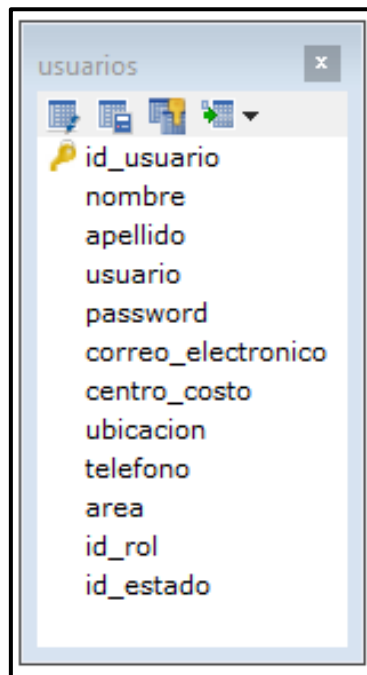 usuarios
x
id_usuario
nombre
apellido
usuario
password
correo_electronico
centro_costo
ubicacion
telefono
area
id_rol
id_estado